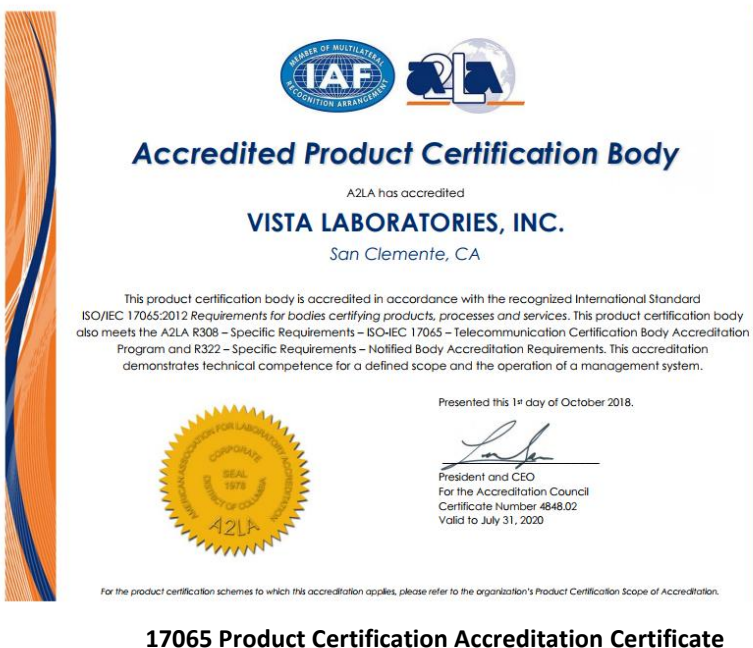 MEMBER OF MULTILATERAL
IAF
RECOGNITION ARRANGEMENT
A2LA
Accredited Product Certification Body
A2LA has accredited
VISTA LABORATORIES, INC.
San Clemente, CA
This product certification body is accredited in accordance with the recognized International Standard
ISO/IEC 17065:2012 Requirements for bodies certifying products, processes and services. This product certification body
also meets the A2LA R308 – Specific Requirements – ISO-IEC 17065 – Telecommunication Certification Body Accreditation
Program and R322 – Specific Requirements – Notified Body Accreditation Requirements. This accreditation
demonstrates technical competence for a defined scope and the operation of a management system.
Presented this 1st day of October 2018.
President and CEO
For the Accreditation Council
Certificate Number 4848.02
Valid to July 31, 2020
AMERICAN ASSOCIATION FOR LABORATORY ACCREDITATION
CORPORATE
SEAL
1978
DISTRICT OF COLUMBIA
A2LA
For the product certification schemes to which this accreditation applies, please refer to the organization's Product Certification Scope of Accreditation.
17065 Product Certification Accreditation Certificate